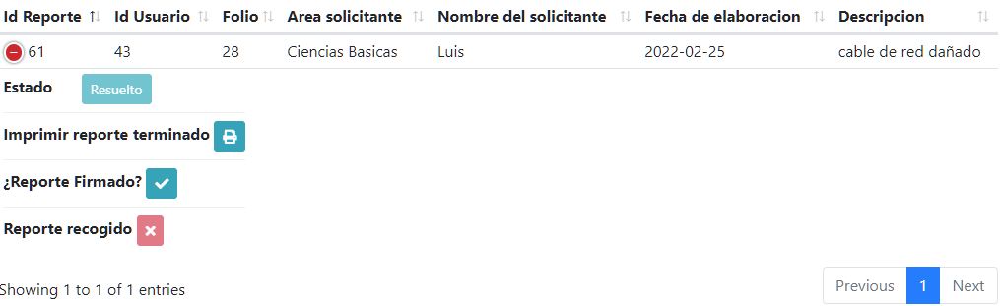 Id Reporte Id Usuario Folio Area solicitante Nombre del solicitante Fecha de elaboracion Descripcion
61 43 28 Ciencias Basicas Luis 2022-02-25 cable de red dañado
Estado Resuelto
Imprimir reporte terminado
¿Reporte Firmado?
Reporte recogido
Showing 1 to 1 of 1 entries Previous 1 Next